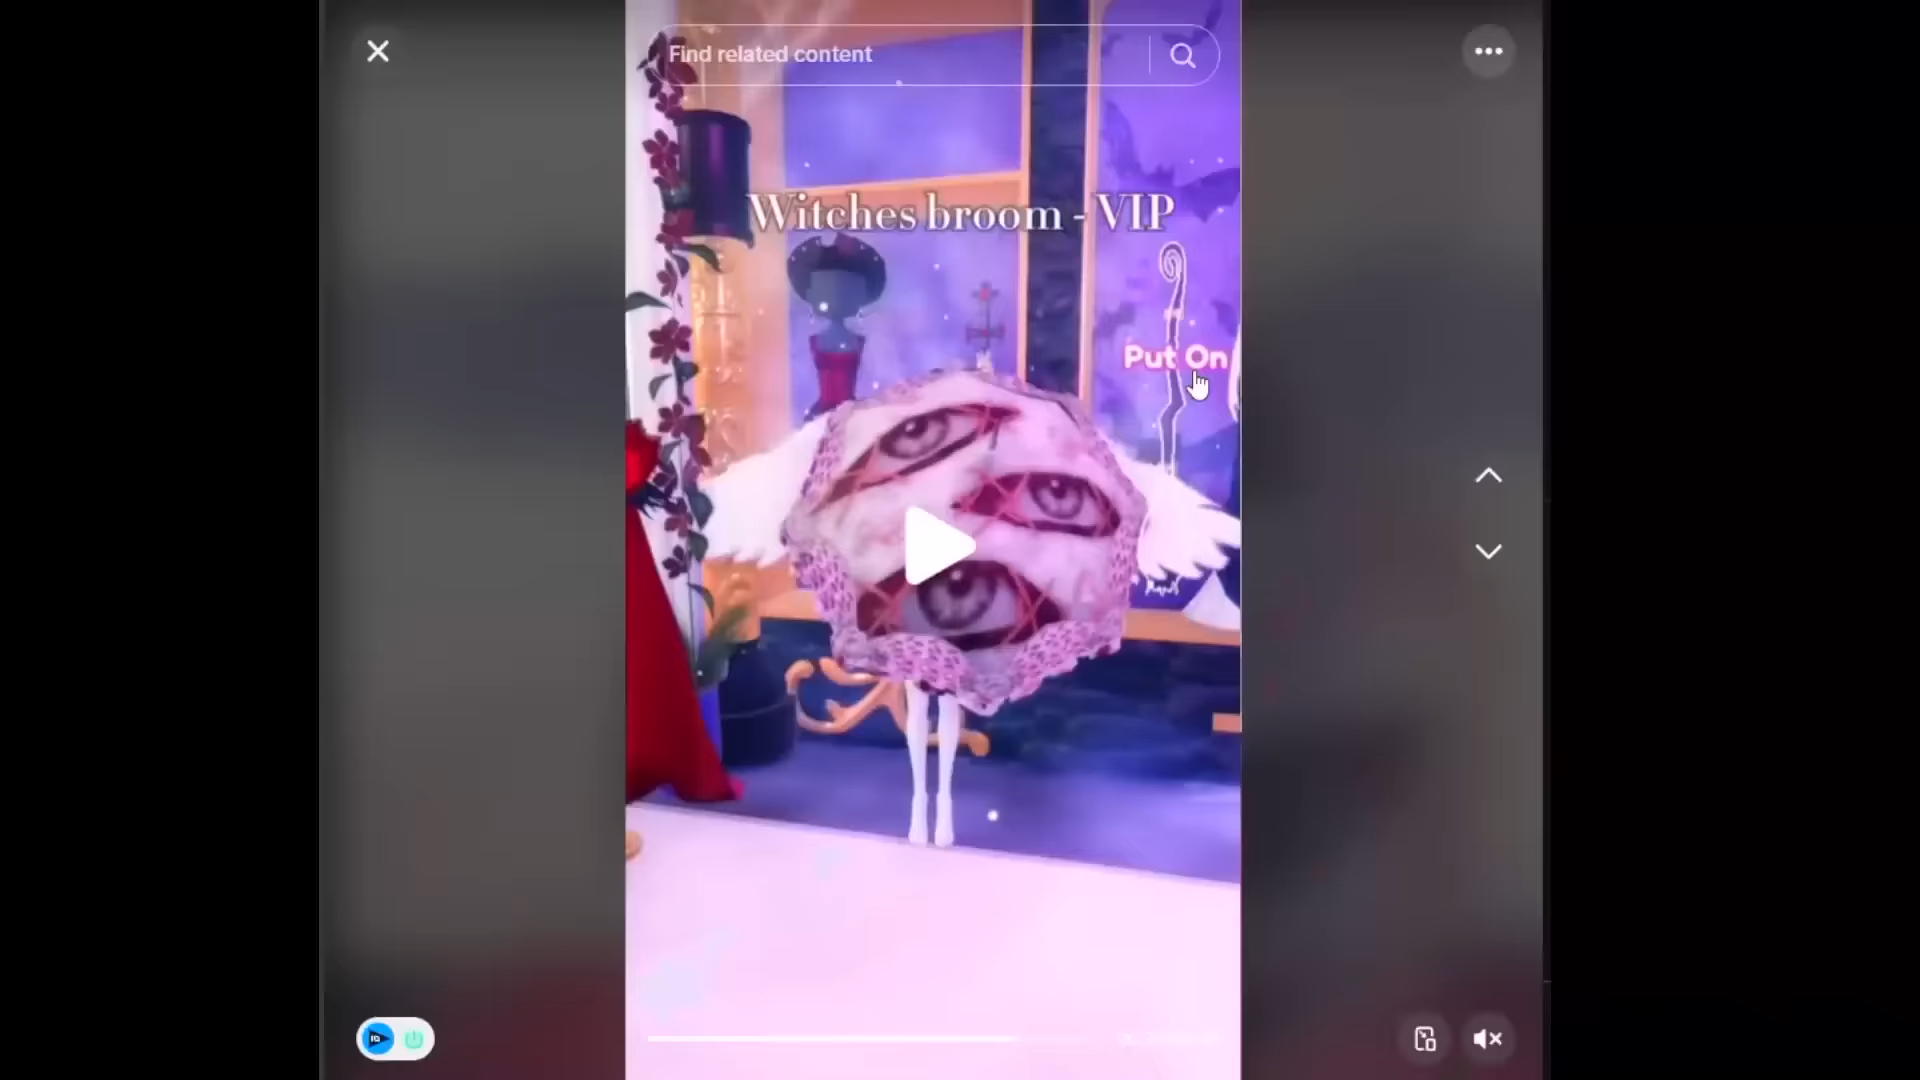 Find related content
Witches broom - VIP
Put On